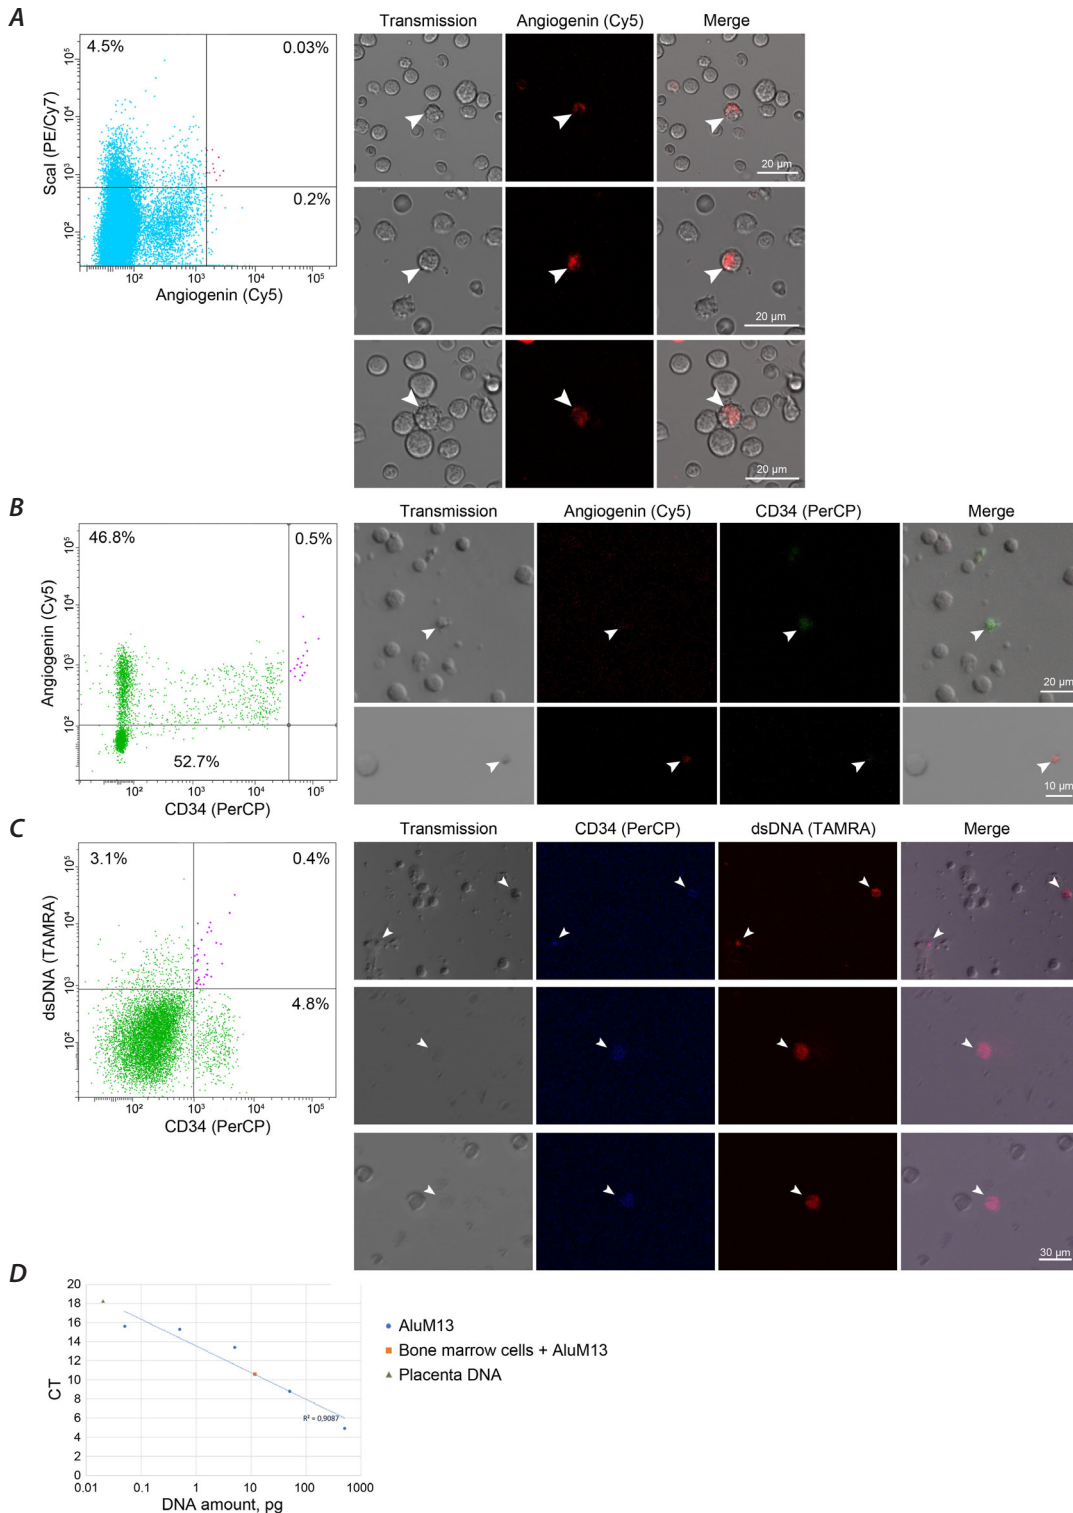 A
Transmission Angiogenin (Cy5) Merge
4.5% 0.03%
0.2%
ScaI (PE/Cy7)
10⁵
10⁴
10³
10²
10² 10³ 10⁴ 10⁵
Angiogenin (Cy5)
20 µm
20 µm
20 µm
B
Transmission Angiogenin (Cy5) CD34 (PerCP) Merge
46.8% 0.5%
52.7%
Angiogenin (Cy5)
10⁵
10⁴
10³
10²
10² 10³ 10⁴ 10⁵
CD34 (PerCP)
20 µm
10 µm
C
Transmission CD34 (PerCP) dsDNA (TAMRA) Merge
3.1% 0.4%
4.8%
dsDNA (TAMRA)
10⁵
10⁴
10³
10²
10² 10³ 10⁴ 10⁵
CD34 (PerCP)
30 µm
D
20
18
16
14
12
10
8
6
4
2
0
CT
R² = 0,9087
0.01 0.1 1 10 100 1000
DNA amount, pg
AluM13
Bone marrow cells + AluM13
Placenta DNA